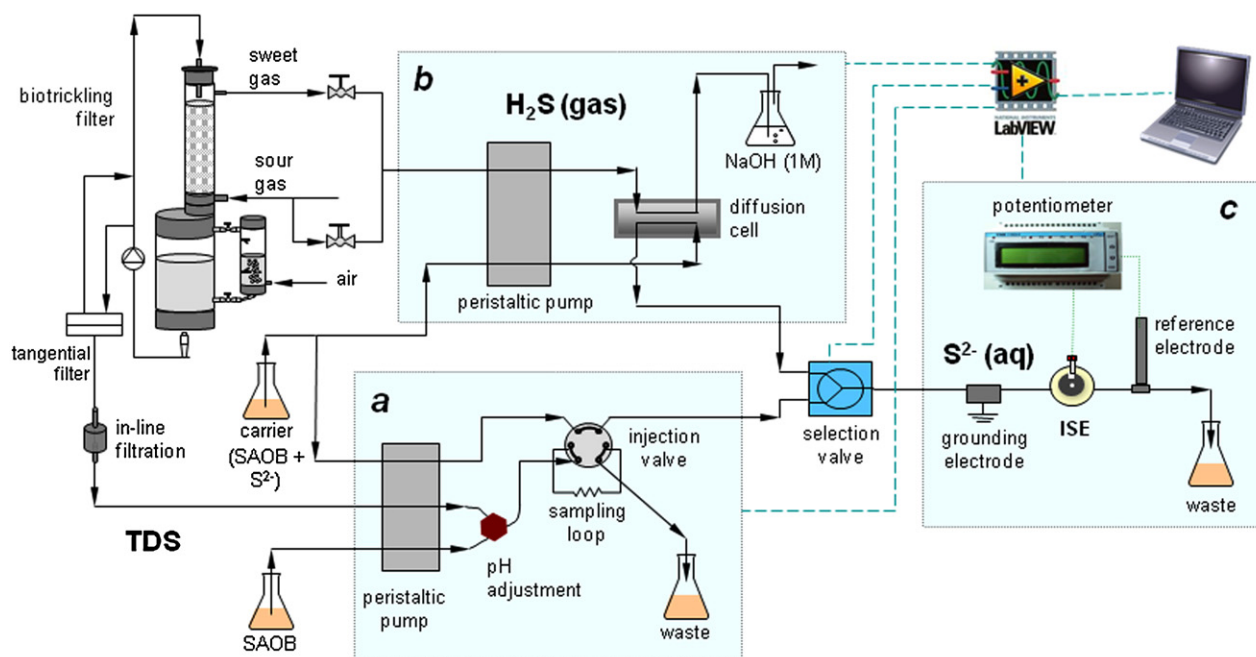 sweet
gas
biotrickling
filter
sour
gas
air
tangential
filter
in-line
filtration
carrier
(SAOB +
S²⁻)
TDS
SAOB
b
H₂S (gas)
NaOH (1M)
diffusion
cell
peristaltic pump
a
injection
valve
sampling
loop
pH
adjustment
peristaltic
pump
waste
selection
valve
NATIONAL INSTRUMENTS
LabVIEW
c
potentiometer
reference
electrode
S²⁻ (aq)
ISE
grounding
electrode
waste